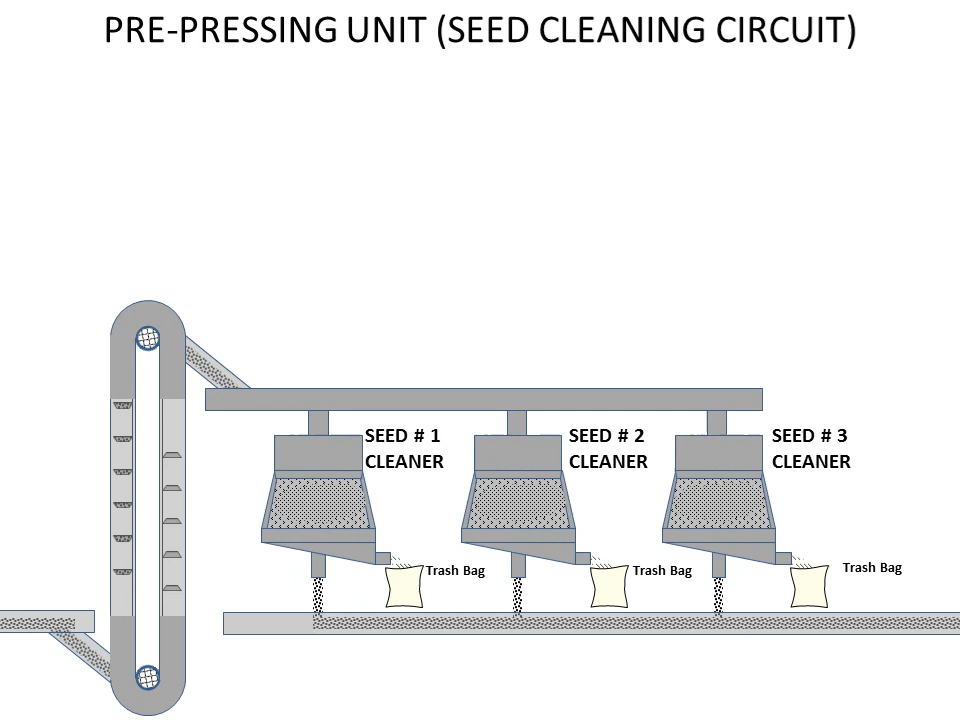 PRE-PRESSING UNIT (SEED CLEANING CIRCUIT)
SEED # 1
CLEANER
SEED # 2
CLEANER
SEED # 3
CLEANER
Trash Bag
Trash Bag
Trash Bag